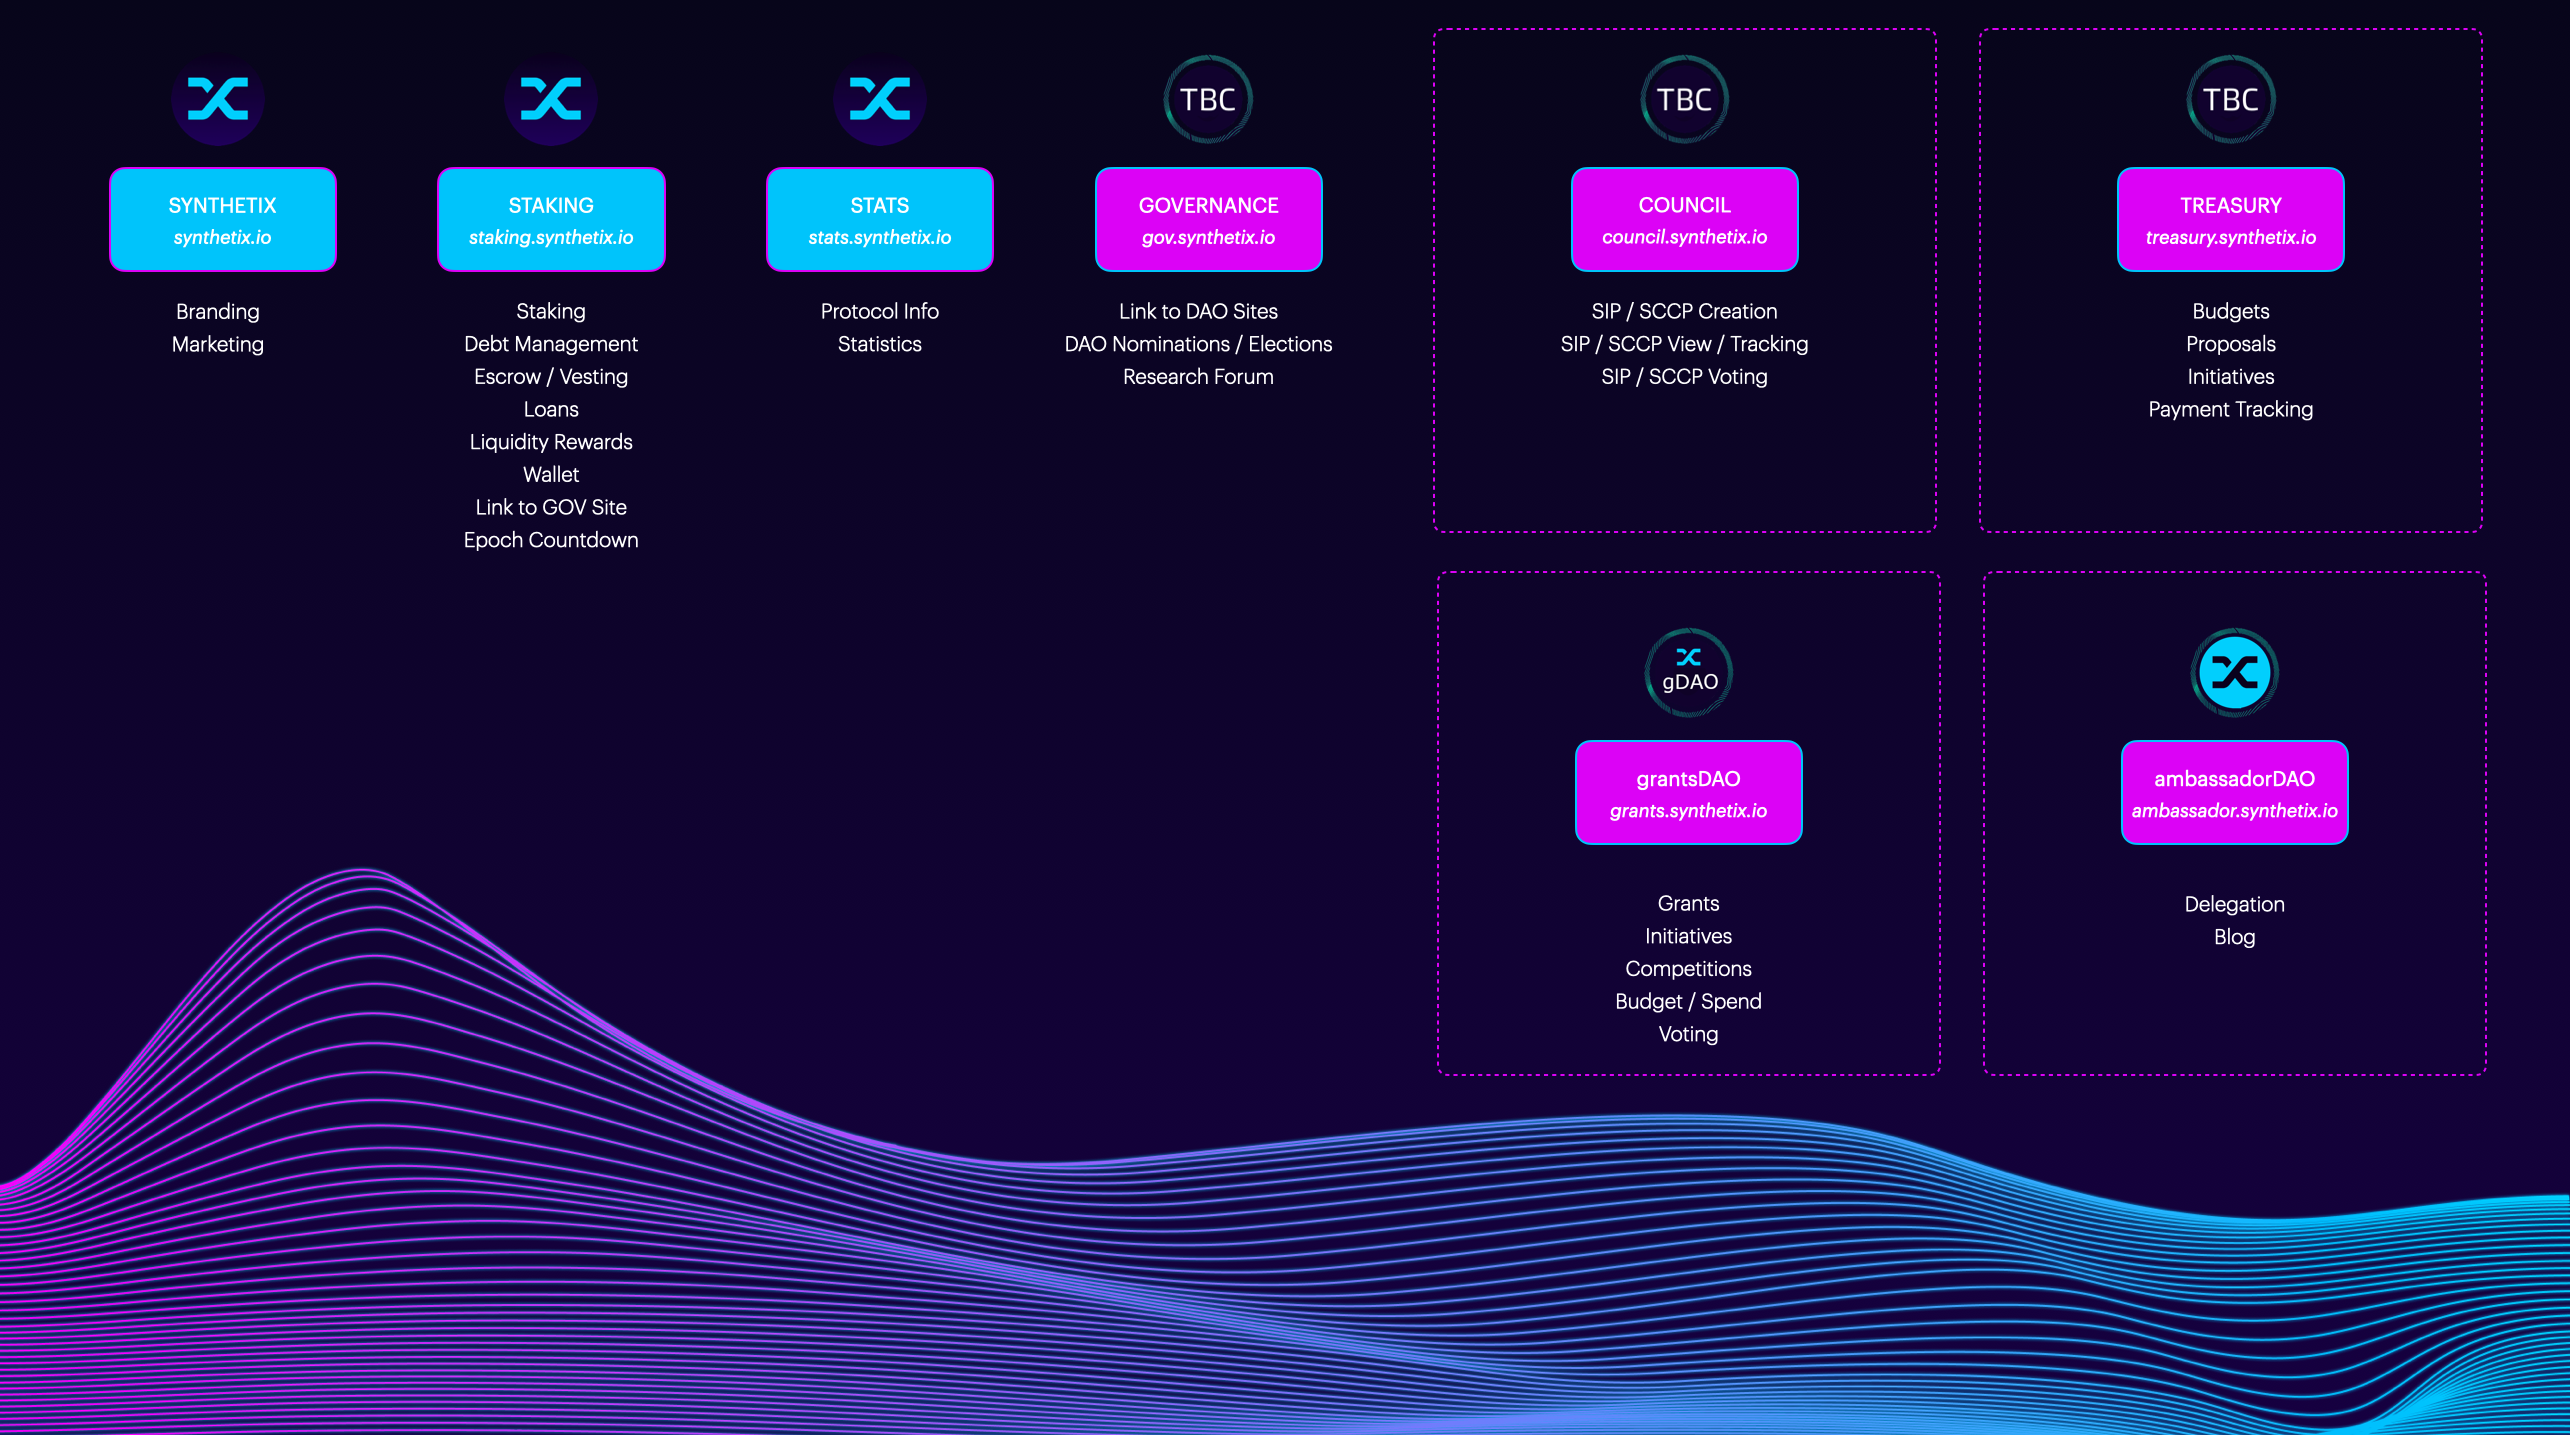 SYNTHETIX
synthetix.io
Branding
Marketing
STAKING
staking.synthetix.io
Staking
Debt Management
Escrow / Vesting
Loans
Liquidity Rewards
Wallet
Link to GOV Site
Epoch Countdown
STATS
stats.synthetix.io
Protocol Info
Statistics
TBC
GOVERNANCE
gov.synthetix.io
Link to DAO Sites
DAO Nominations / Elections
Research Forum
TBC
COUNCIL
council.synthetix.io
SIP / SCCP Creation
SIP / SCCP View / Tracking
SIP / SCCP Voting
TBC
TREASURY
treasury.synthetix.io
Budgets
Proposals
Initiatives
Payment Tracking
gDAO
grantsDAO
grants.synthetix.io
Grants
Initiatives
Competitions
Budget / Spend
Voting
ambassadorDAO
ambassador.synthetix.io
Delegation
Blog